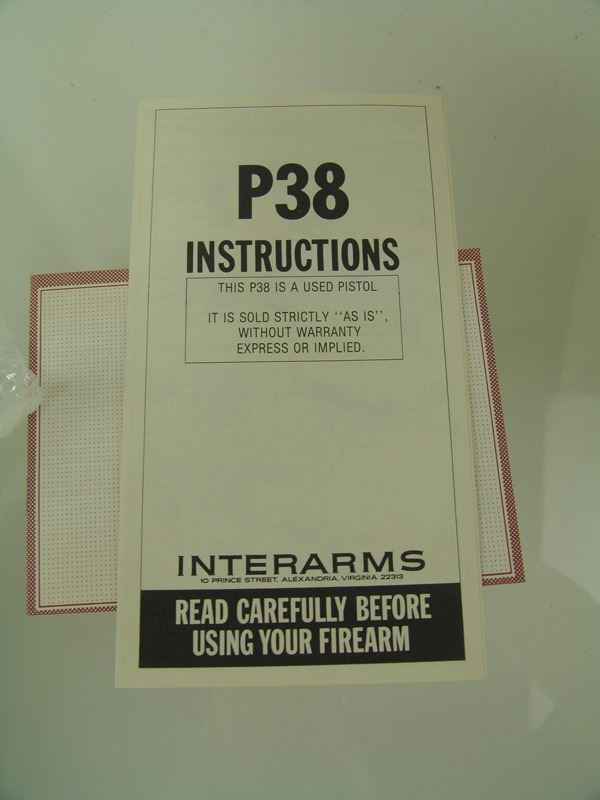 P38
INSTRUCTIONS
THIS P38 IS A USED PISTOL
IT IS SOLD STRICTLY ''AS IS'',
WITHOUT WARRANTY
EXPRESS OR IMPLIED.
INTERARMS
10 PRINCE STREET, ALEXANDRIA, VIRGINIA 22313
READ CAREFULLY BEFORE
USING YOUR FIREARM